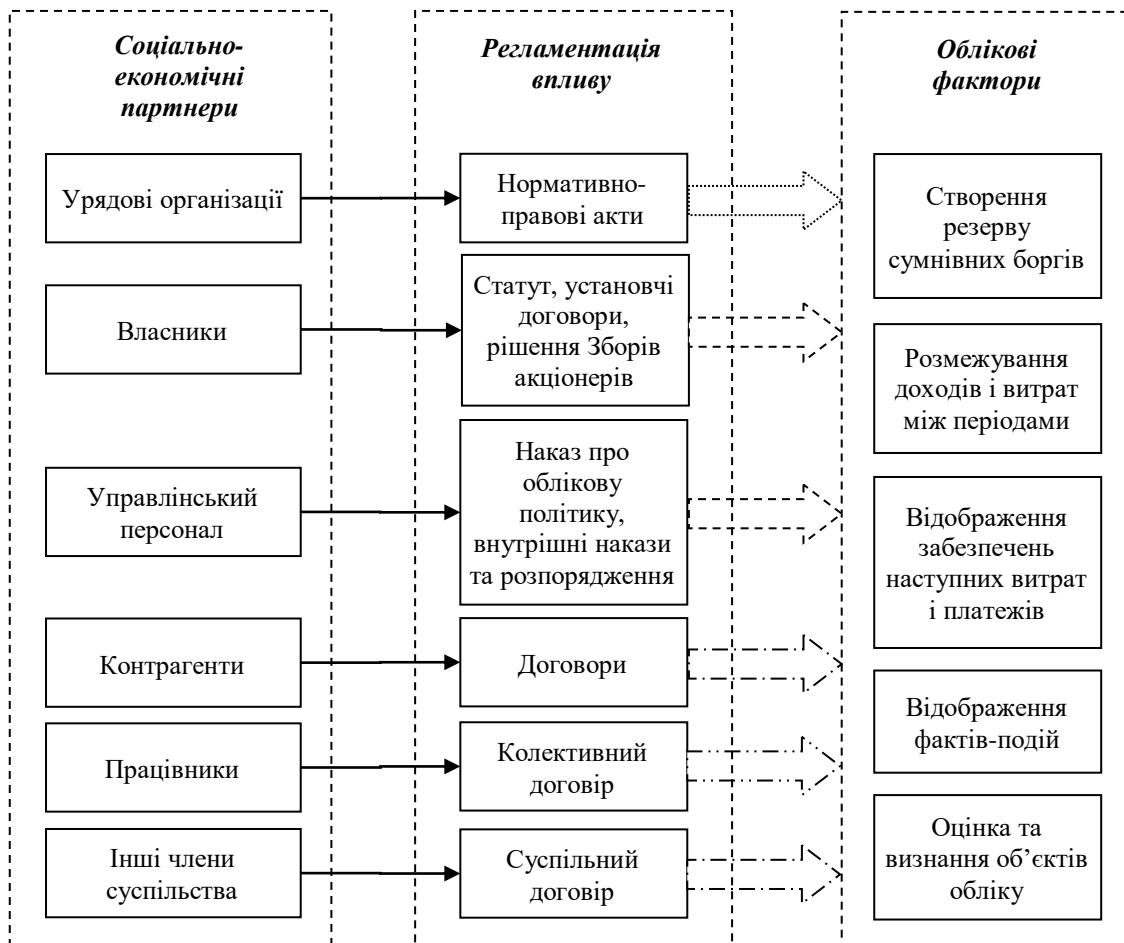 Соціально-
економічні
партнери
Регламентація
впливу
Облікові
фактори
Урядові організації
Нормативно-
правові акти
Створення
резерву
сумнівних боргів
Власники
Статут, установчі
договори,
рішення Зборів
акціонерів
Розмежування
доходів і витрат
між періодами
Управлінський
персонал
Наказ про
облікову
політику,
внутрішні накази
та розпорядження
Відображення
забезпечень
наступних витрат
і платежів
Контрагенти
Договори
Відображення
фактів-подій
Працівники
Колективний
договір
Оцінка та
визнання об’єктів
обліку
Інші члени
суспільства
Суспільний
договір